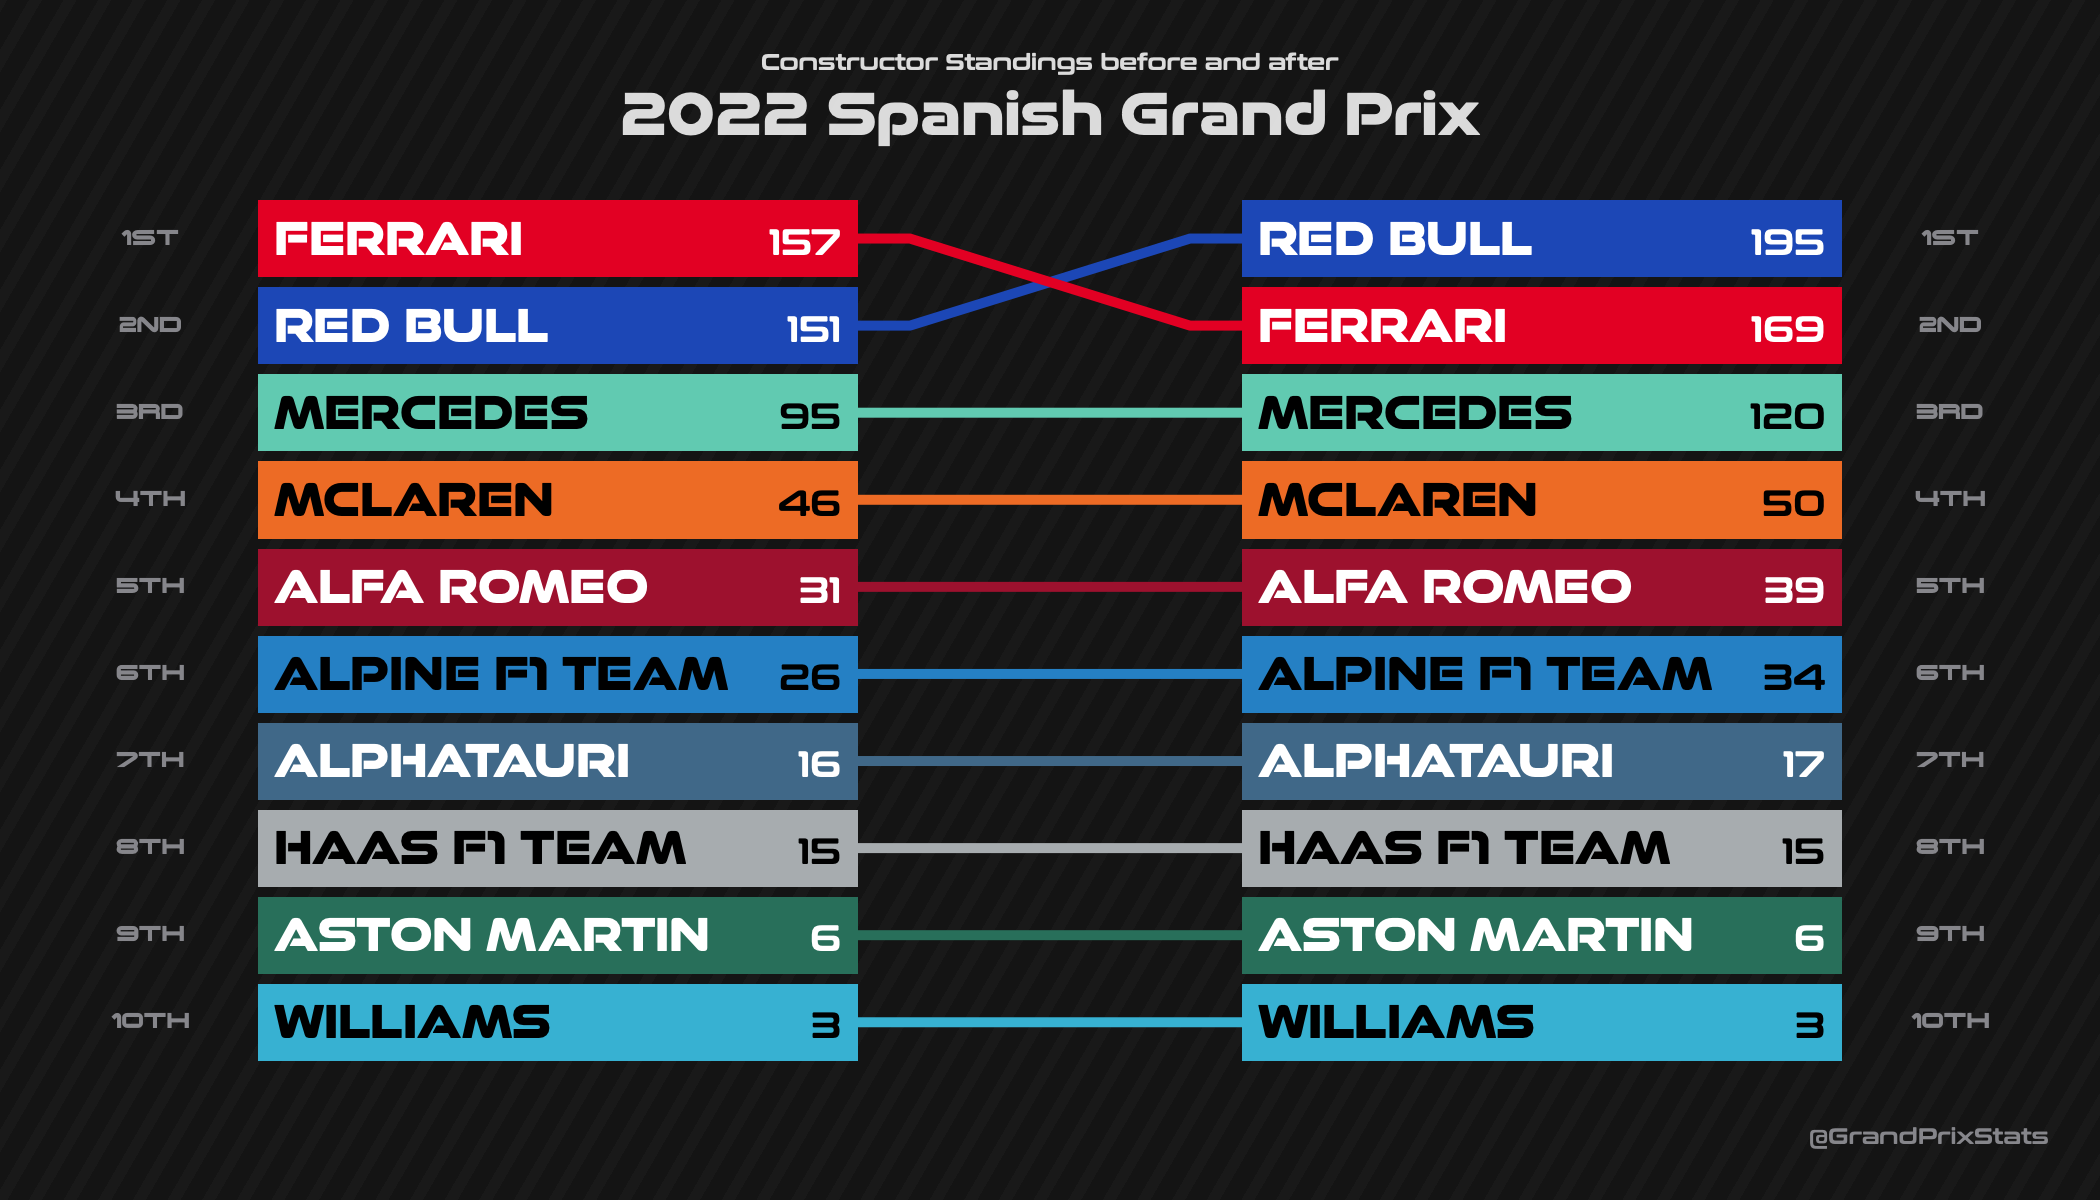 Constructor Standings before and after
2022 Spanish Grand Prix
1ST FERRARI 157 RED BULL 195 1ST
2ND RED BULL 151 FERRARI 169 2ND
3RD MERCEDES 95 MERCEDES 120 3RD
4TH MCLAREN 46 MCLAREN 50 4TH
5TH ALFA ROMEO 31 ALFA ROMEO 39 5TH
6TH ALPINE F1 TEAM 26 ALPINE F1 TEAM 34 6TH
7TH ALPHATAURI 16 ALPHATAURI 17 7TH
8TH HAAS F1 TEAM 15 HAAS F1 TEAM 15 8TH
9TH ASTON MARTIN 6 ASTON MARTIN 6 9TH
10TH WILLIAMS 3 WILLIAMS 3 10TH
@GrandPrixStats